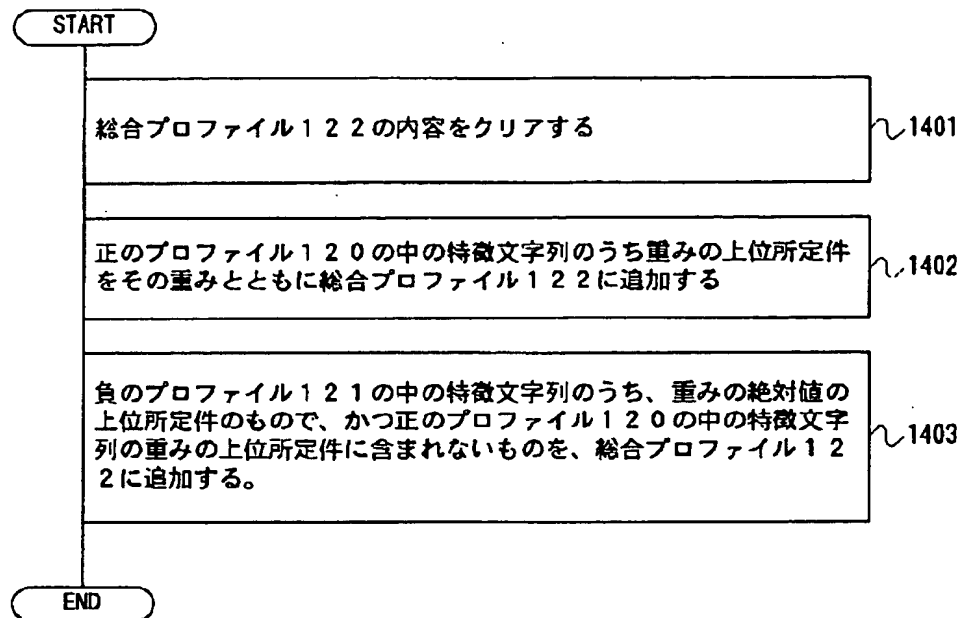 START
総合プロファイル122の内容をクリアする
1401
正のプロファイル120の中の特徴文字列のうち重みの上位所定件
をその重みとともに総合プロファイル122に追加する
1402
負のプロファイル121の中の特徴文字列のうち、重みの絶対値の
上位所定件のもので、かつ正のプロファイル120の中の特徴文字
列の重みの上位所定件に含まれないものを、総合プロファイル12
2に追加する。
1403
END